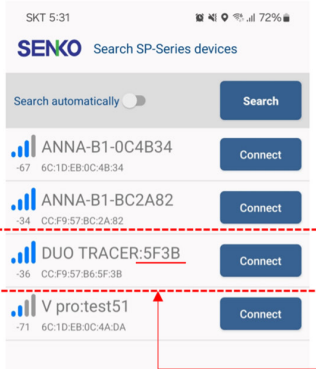 SKT 5:31 72%
SENKO Search SP-Series devices
Search automatically Search
ANNA-B1-0C4B34 Connect
-67 6C:1D:EB:0C:4B:34
ANNA-B1-BC2A82 Connect
-34 CC:F9:57:BC:2A:82
DUO TRACER:5F3B Connect
-36 CC:F9:57:B6:5F:3B
V pro:test51 Connect
-71 6C:1D:EB:0C:4A:DA